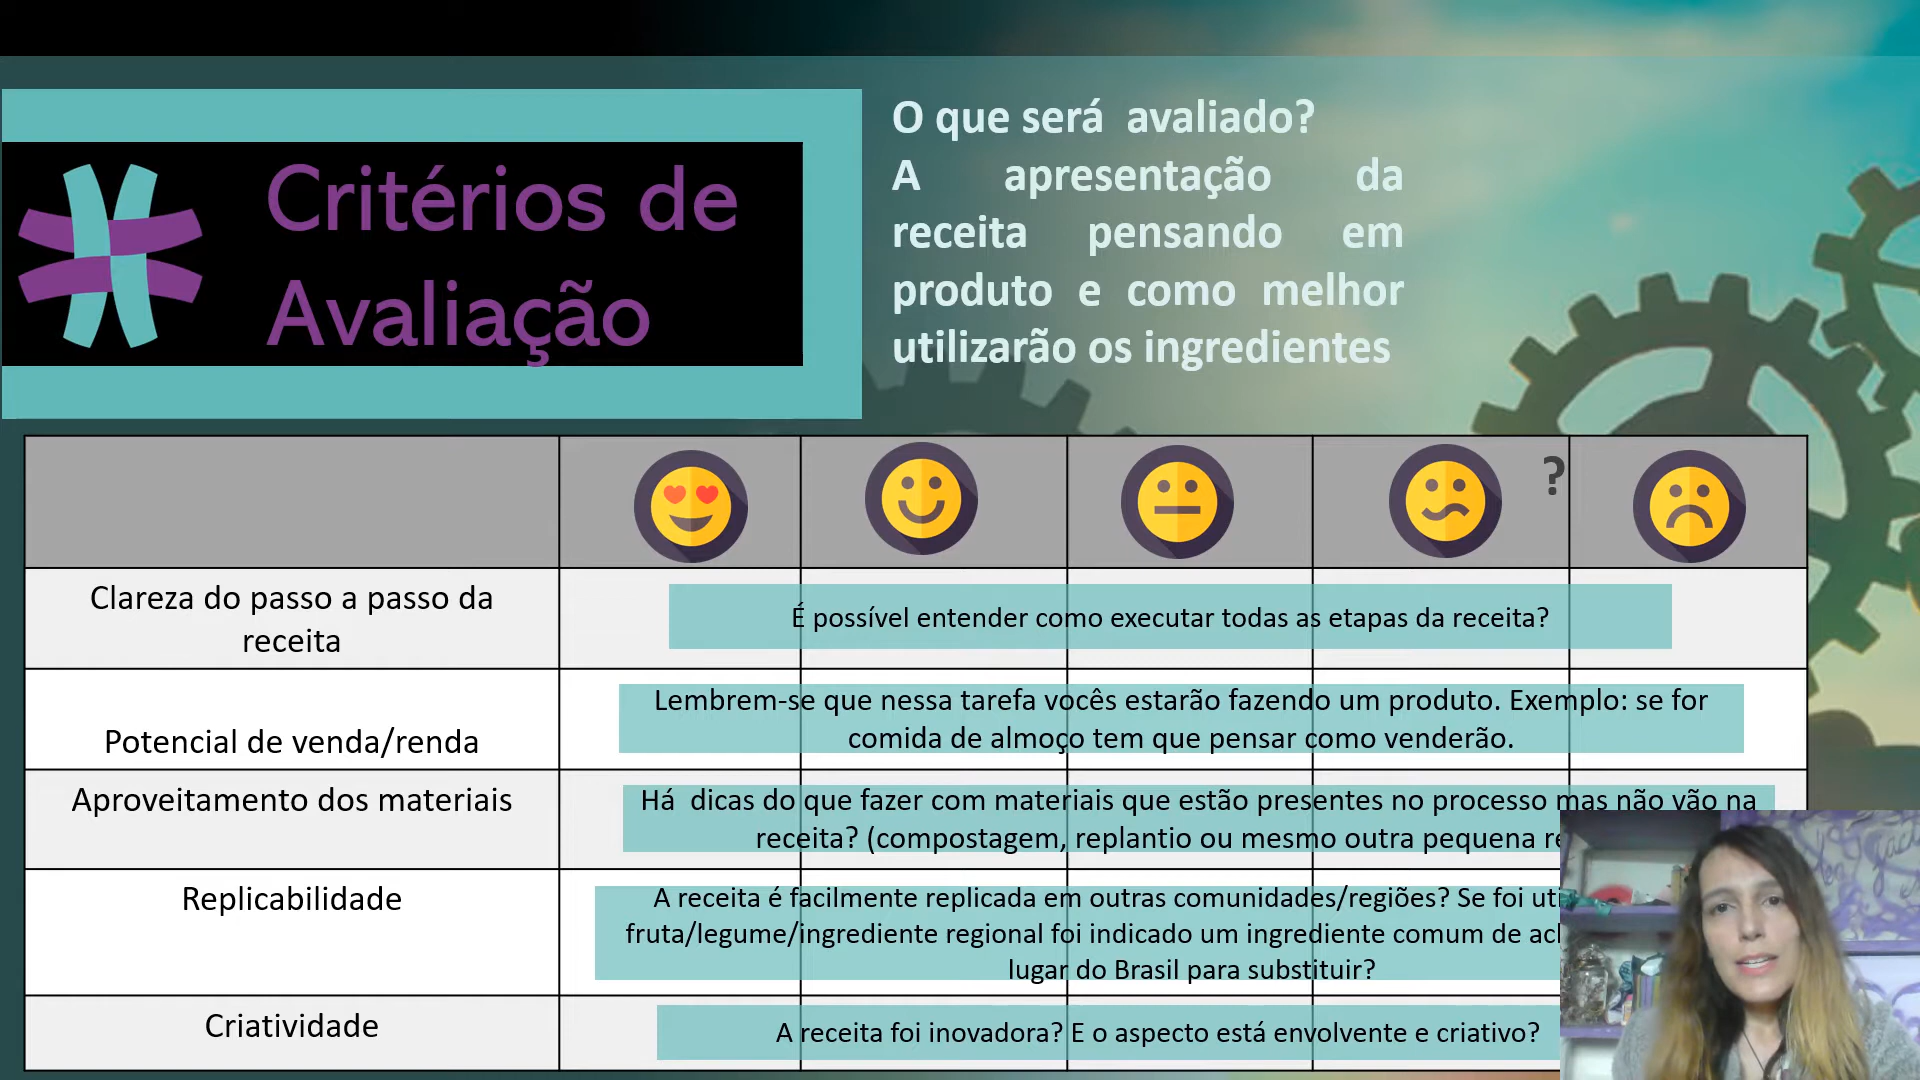 Critérios de
Avaliação
O que será avaliado?
A apresentação da
receita pensando em
produto e como melhor
utilizarão os ingredientes
?
Clareza do passo a passo da
receita
É possível entender como executar todas as etapas da receita?
Potencial de venda/renda
Lembrem-se que nessa tarefa vocês estarão fazendo um produto. Exemplo: se for
comida de almoço tem que pensar como venderão.
Aproveitamento dos materiais
Há dicas do que fazer com materiais que estão presentes no processo mas não vão na
receita? (compostagem, replantio ou mesmo outra pequena
Replicabilidade
A receita é facilmente replicada em outras comunidades/regiões? Se foi
fruta/legume/ingrediente regional foi indicado um ingrediente comum de
lugar do Brasil para substituir?
Criatividade
A receita foi inovadora? E o aspecto está envolvente e criativo?